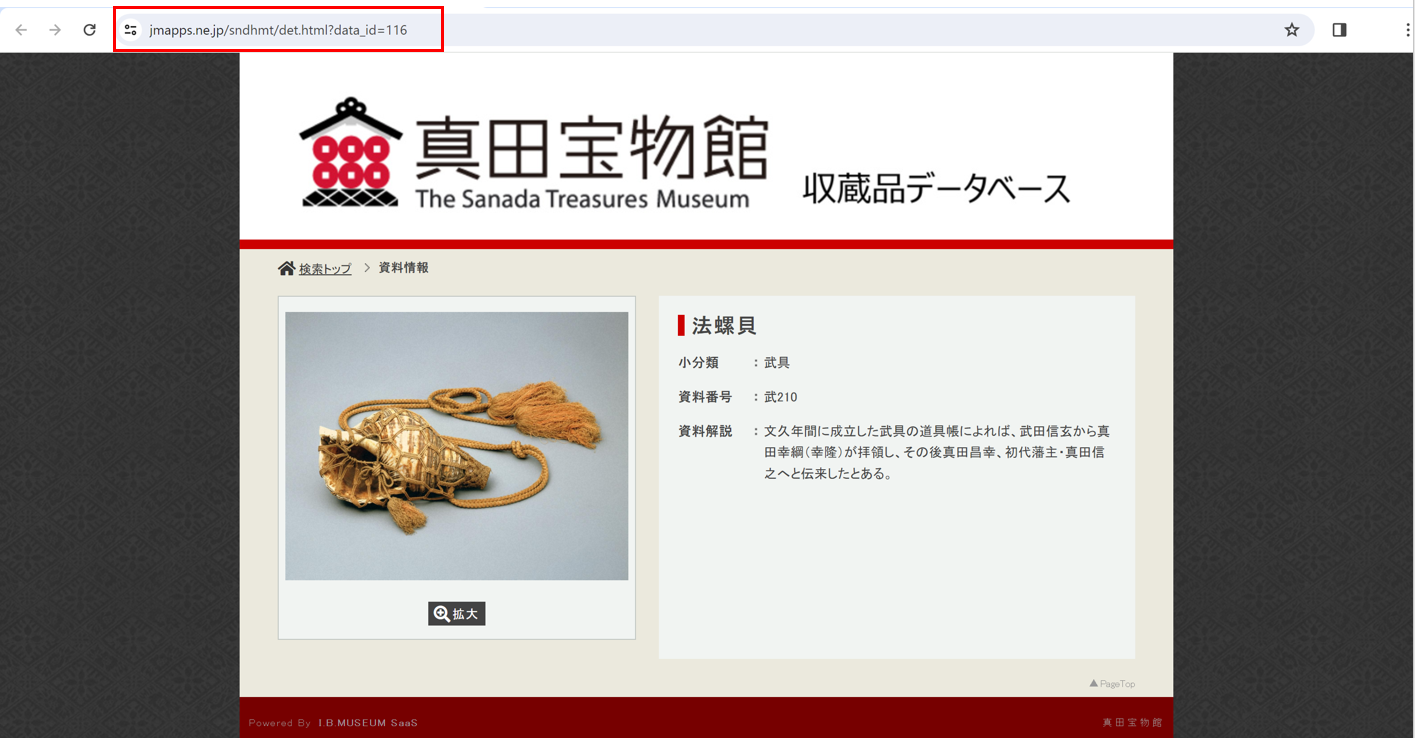 jmapps.ne.jp/sndhmt/det.html?data_id=116
真田宝物館
The Sanada Treasures Museum
収蔵品データベース
検索トップ > 資料情報
拡大
法螺貝
小分類 : 武具
資料番号 : 武210
資料解説 : 文久年間に成立した武具の道具帳によれば、武田信玄から真
田幸綱(幸隆)が拝領し、その後真田昌幸、初代藩主・真田信
之へと伝来したとある。
▲PageTop
Powered By I.B.MUSEUM SaaS
真田宝物館